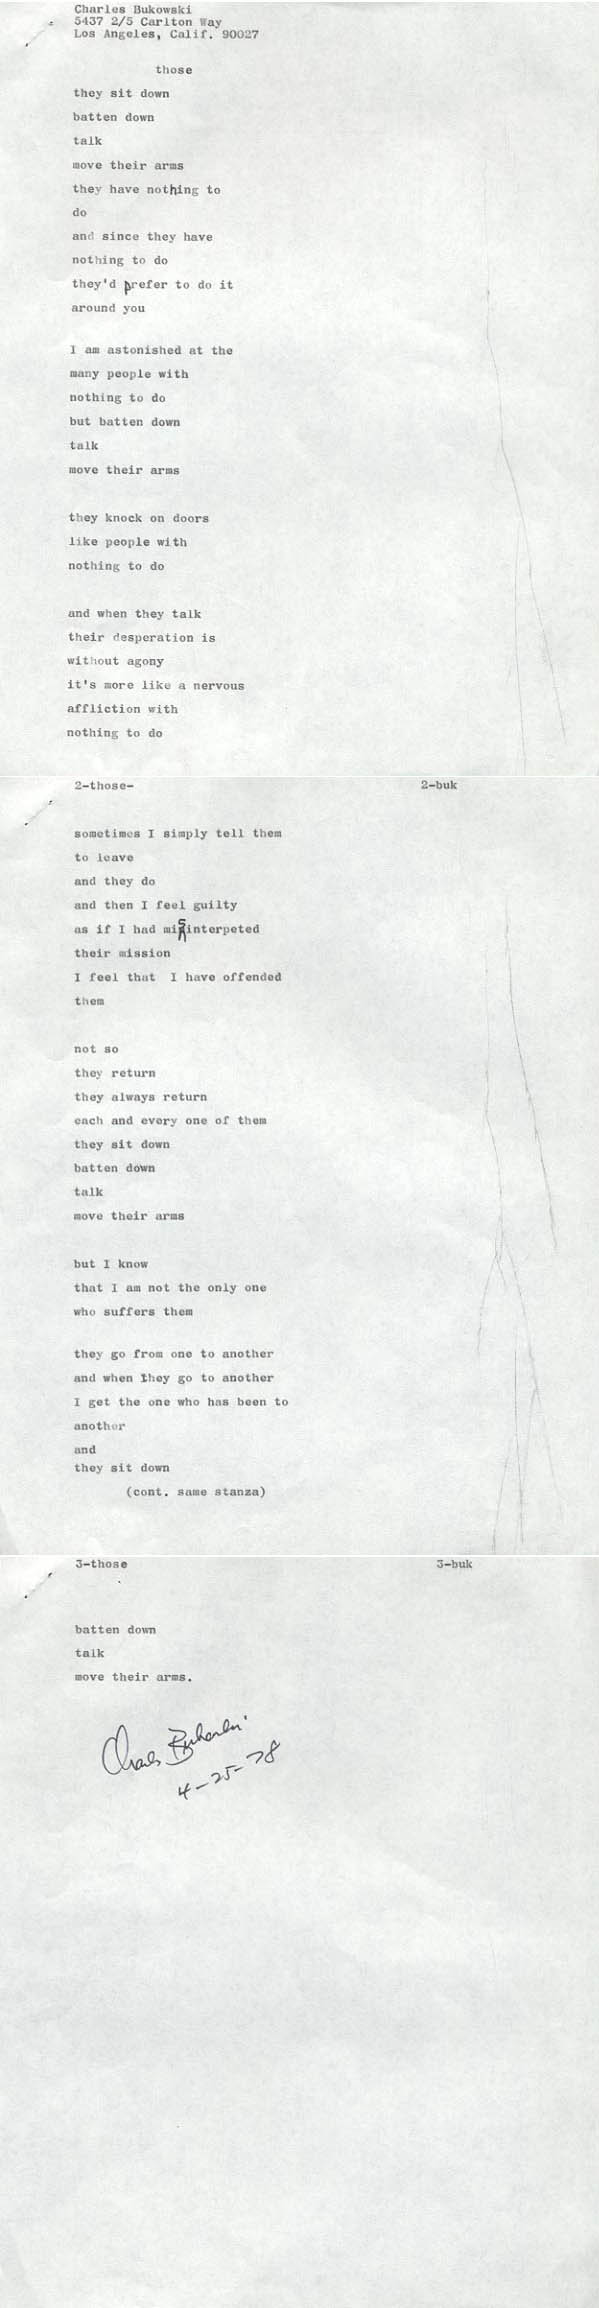 Charles Bukowski
5437 2/5 Carlton Way
Los Angeles, Calif. 90027
those
they sit down
batten down
talk
move their arms
they have nothing to
do
and since they have
nothing to do
they'd prefer to do it
around you
I am astonished at the
many people with
nothing to do
but batten down
talk
move their arms
they knock on doors
like people with
nothing to do
and when they talk
their desperation is
without agony
it's more like a nervous
affliction with
nothing to do
2-those- 2-buk
sometimes I simply tell them
to leave
and they do
and then I feel guilty
as if I had misinterpeted
their mission
I feel that I have offended
them
not so
they return
they always return
each and every one of them
they sit down
batten down
talk
move their arms
but I know
that I am not the only one
who suffers them
they go from one to another
and when they go to another
I get the one who has been to
another
and
they sit down
(cont. same stanza)
3-those 3-buk
batten down
talk
move their arms.
Charles Bukowski
4-25-78